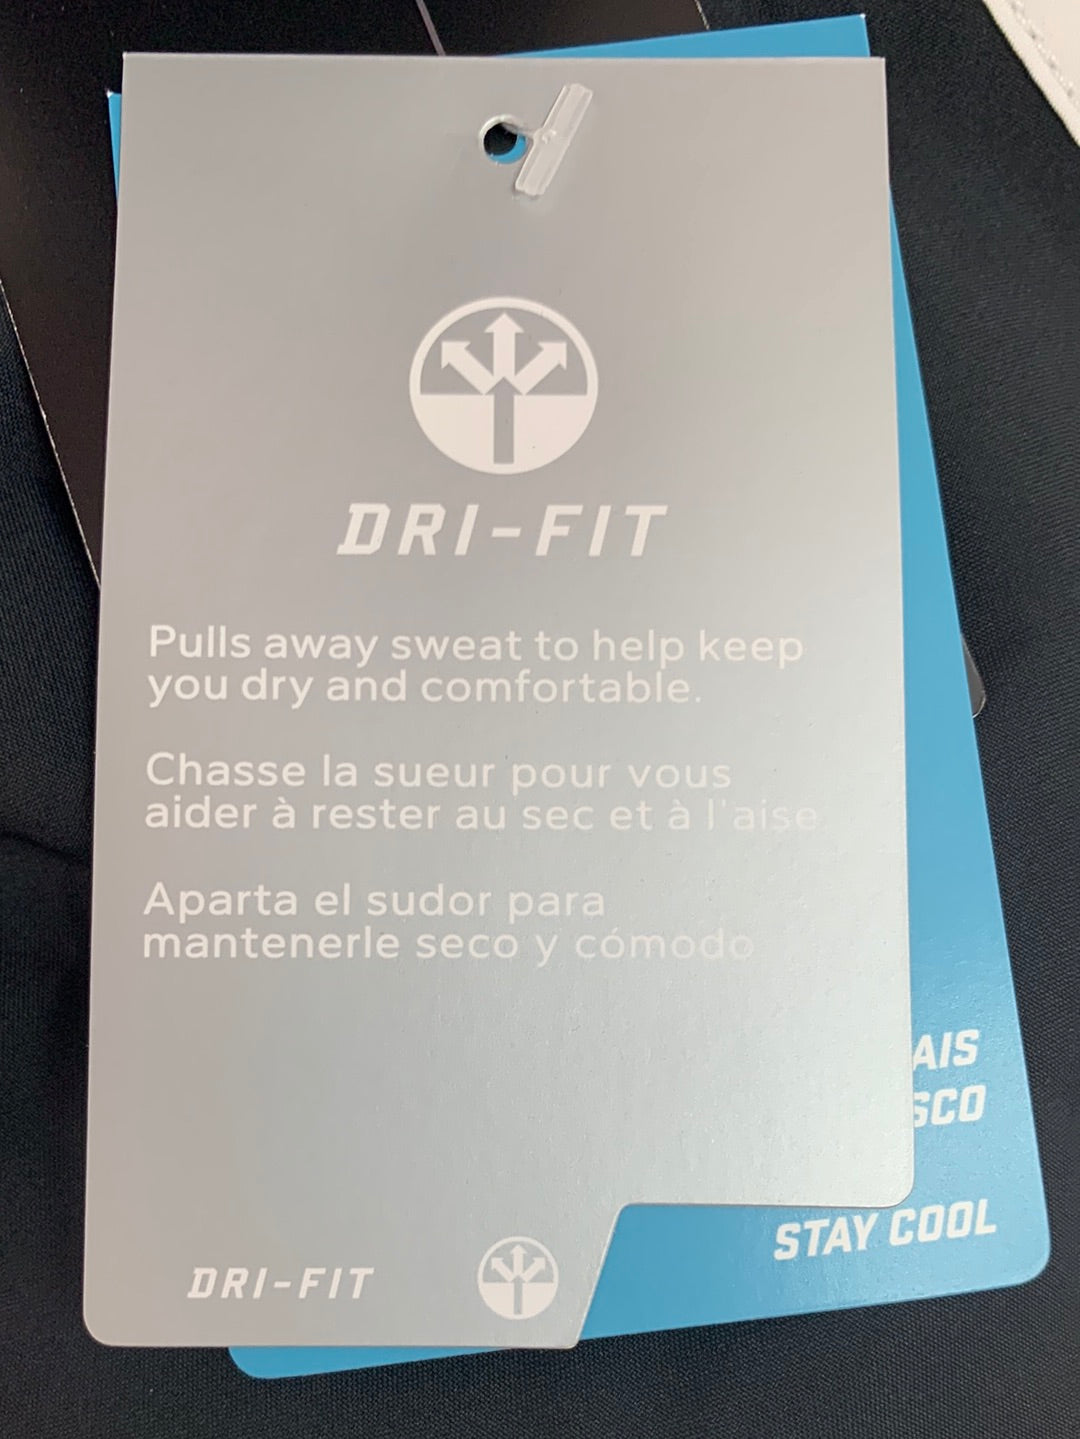 DRI-FIT
Pulls away sweat to help keep
you dry and comfortable.
Chasse la sueur pour vous
aider à rester au sec et à l'aise.
Aparta el sudor para
mantenerle seco y cómodo
AIS
SCO
STAY COOL
DRI-FIT